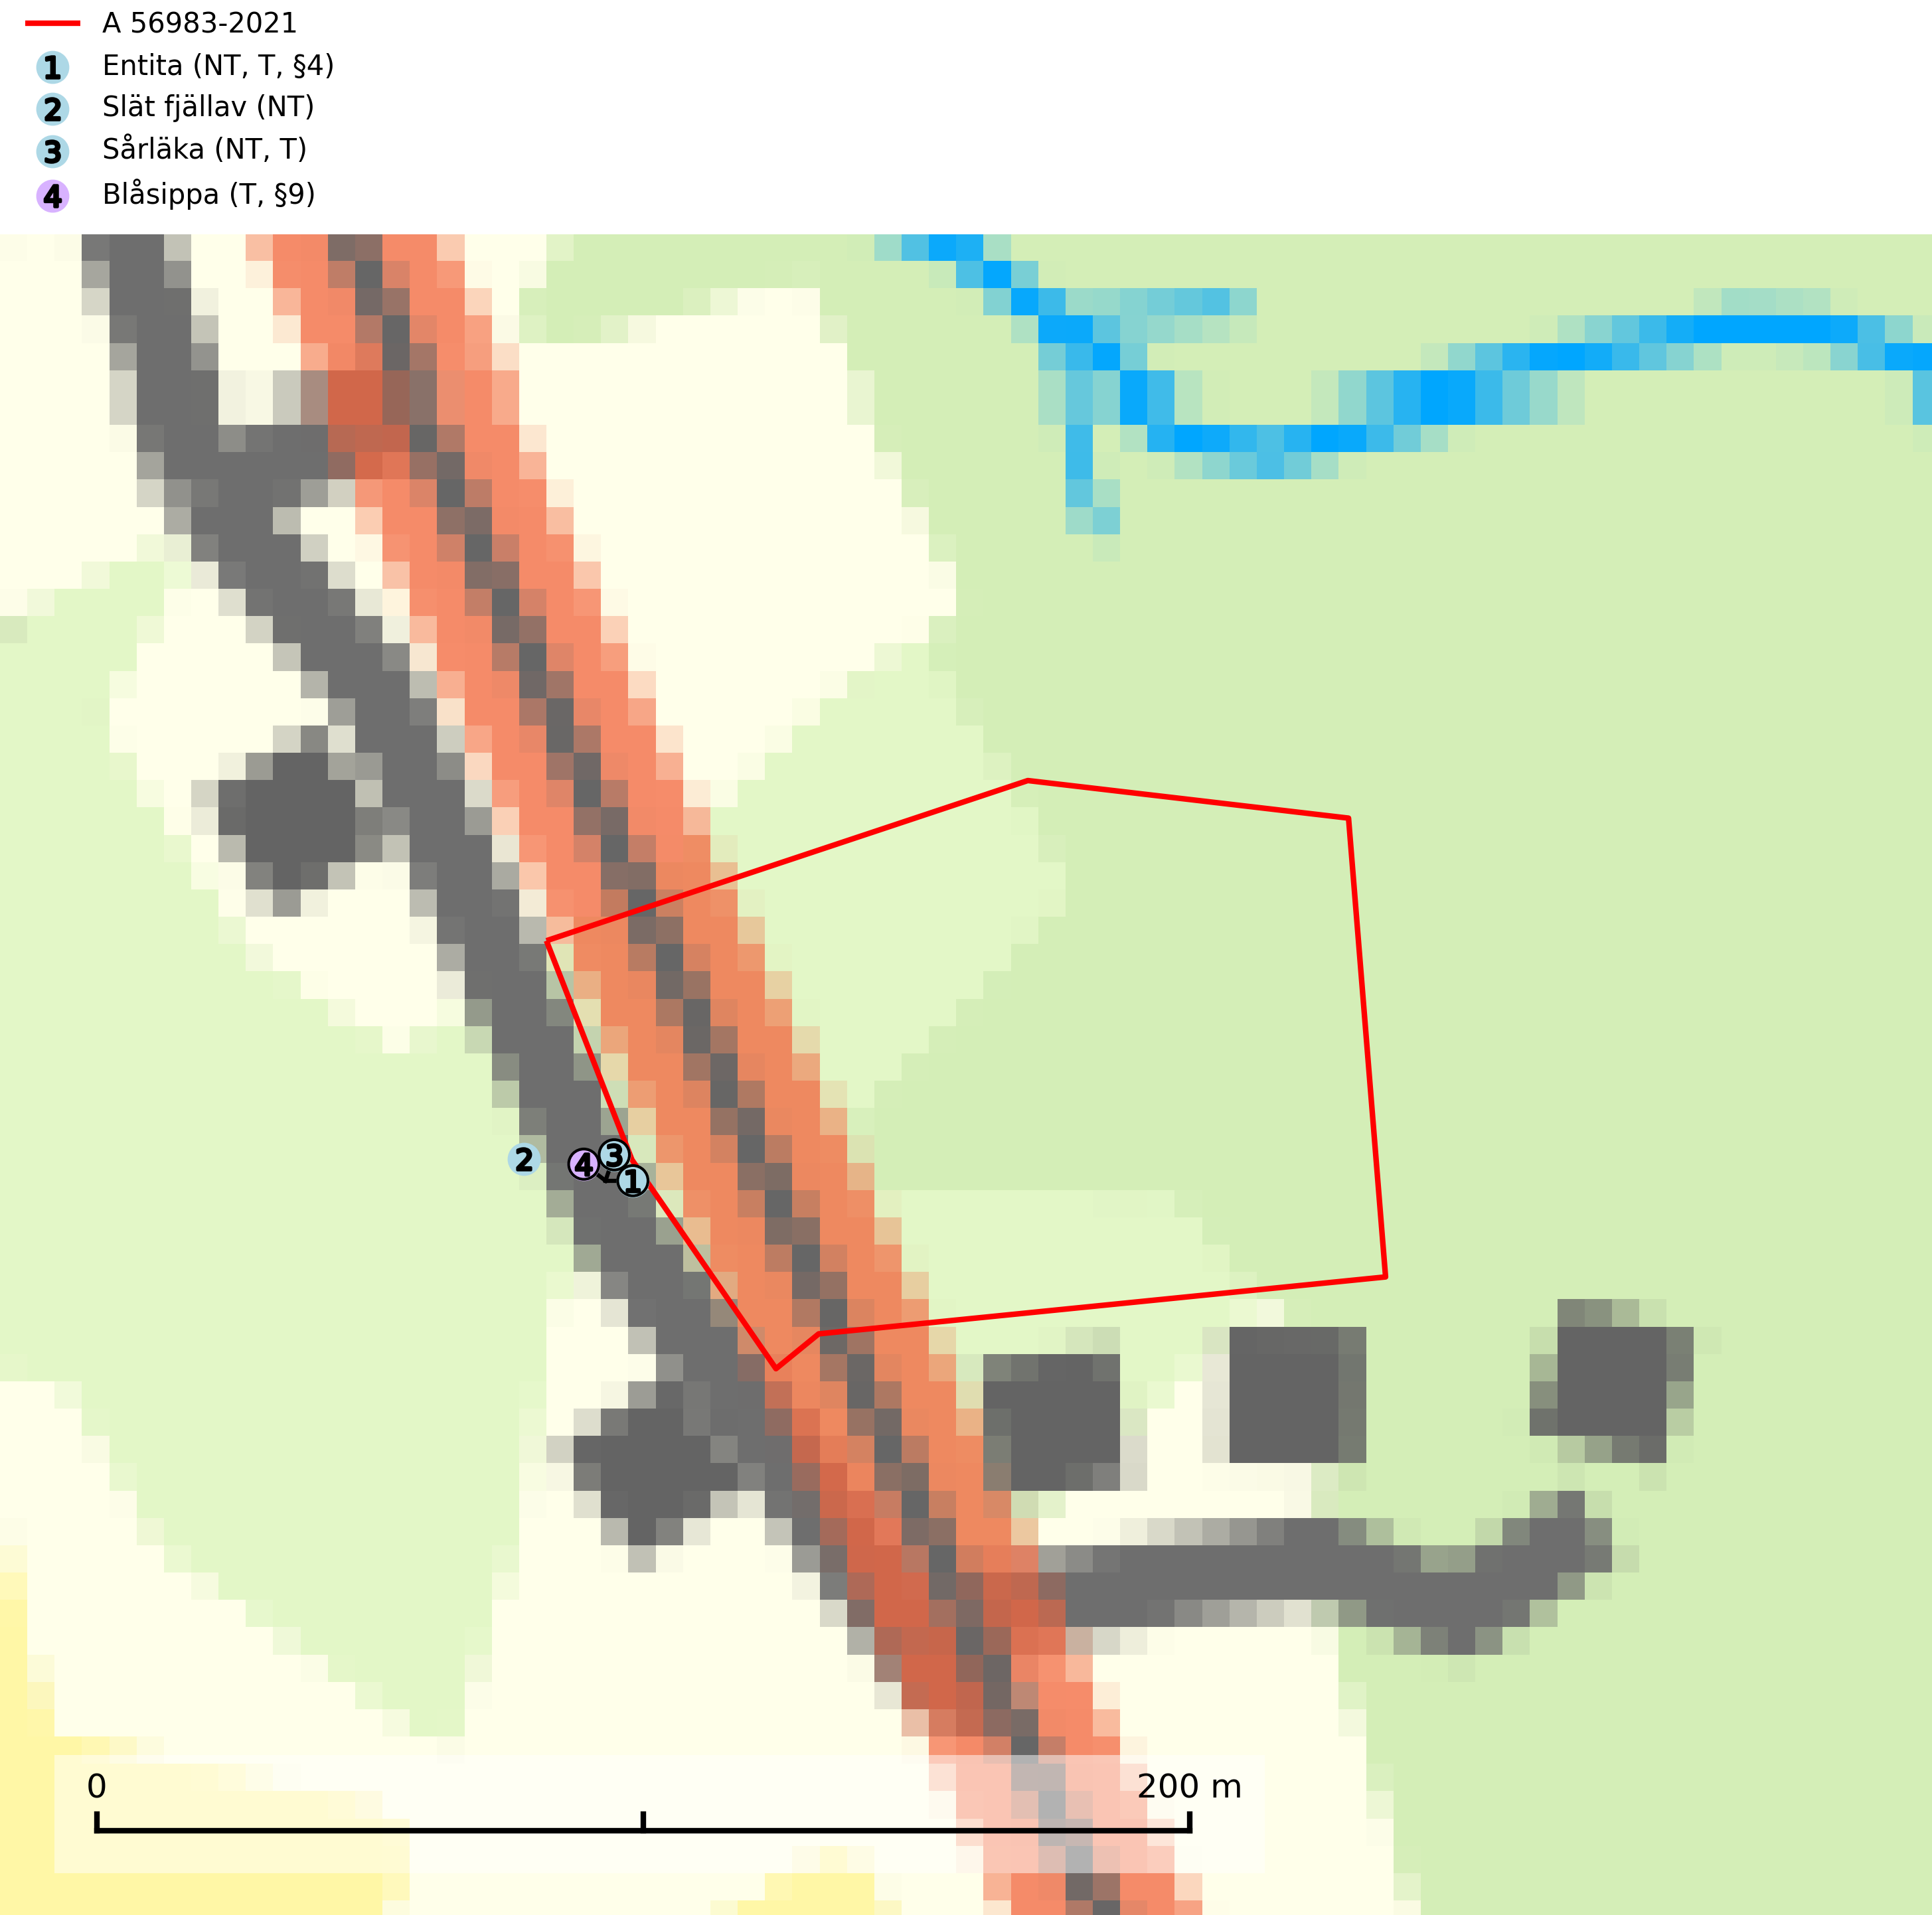 A 56983-2021
1 Entita (NT, T, §4)
2 Slät fjällav (NT)
3 Sårläka (NT, T)
4 Blåsippa (T, §9)
2 4 3 1
0 200 m